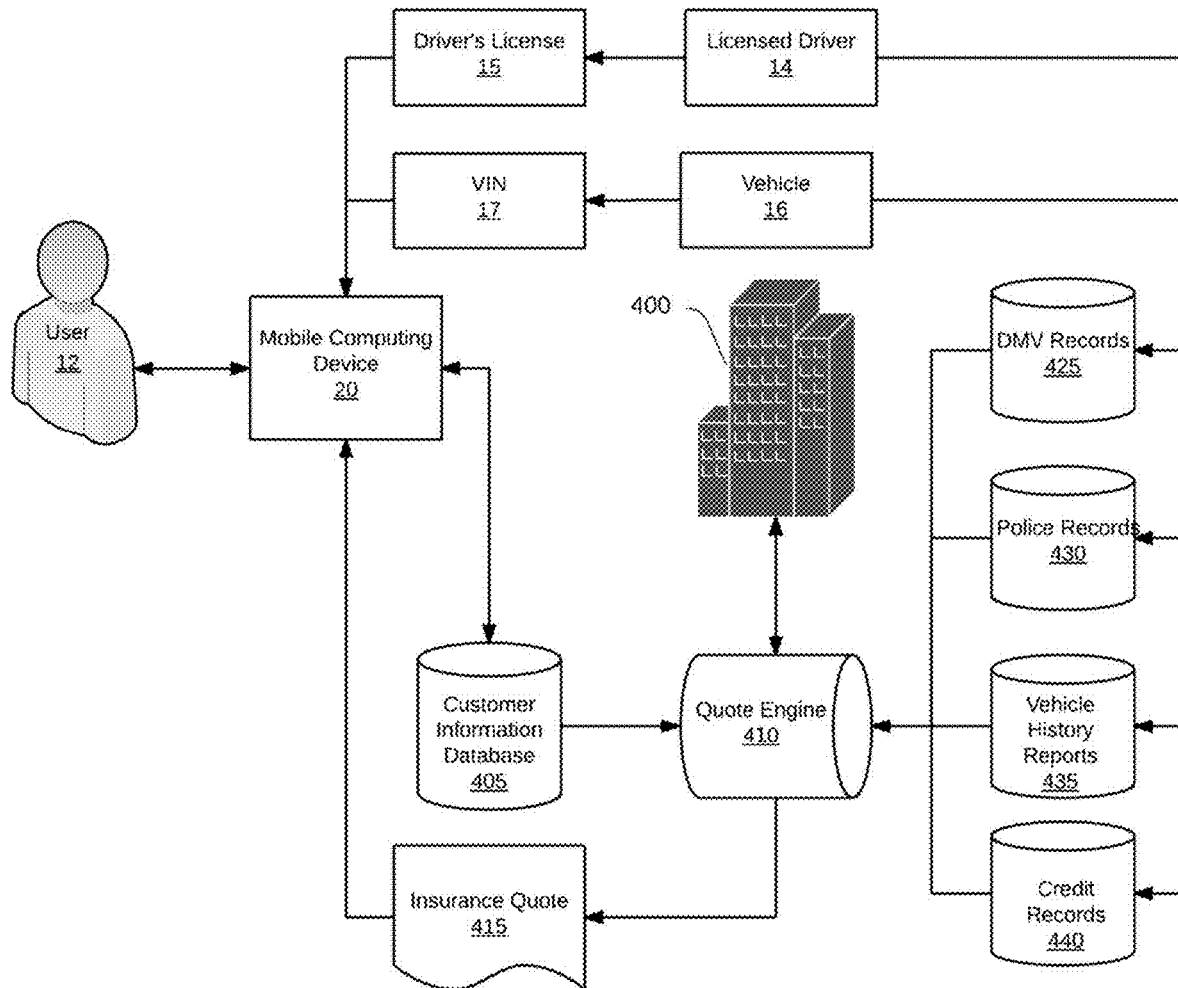 Driver's License
15
Licensed Driver
14
VIN
17
Vehicle
16
User
12
Mobile Computing
Device
20
400
DMV Records
425
Police Records
430
Customer
Information
Database
405
Quote Engine
410
Vehicle
History
Reports
435
Insurance Quote
415
Credit
Records
440